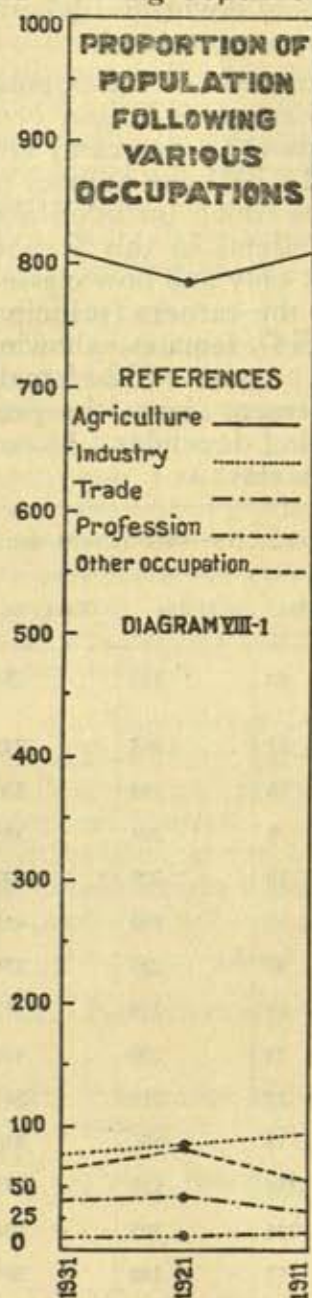 1000
PROPORTION OF
POPULATION
FOLLOWING
VARIOUS
OCCUPATIONS
900
800
700
REFERENCES
Agriculture
Industry
Trade
600
Profession
Other occupation
500
DIAGRAM VIII-1
400
300
200
100
50
25
0
1931
1921
1911